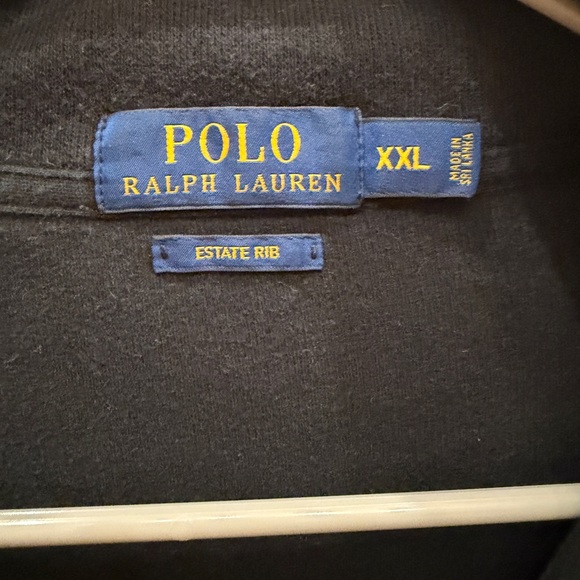 POLO
RALPH LAUREN
XXL
MADE IN
SRI LANKA
ESTATE RIB